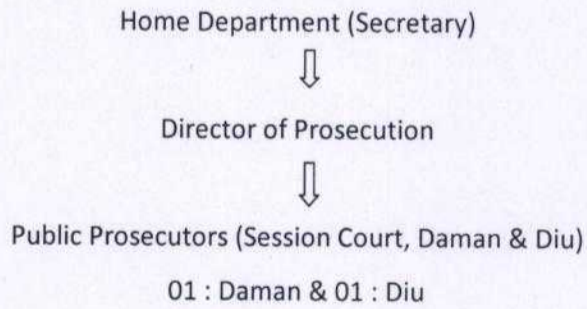 Home Department (Secretary)
⇩
Director of Prosecution
⇩
Public Prosecutors (Session Court, Daman & Diu)
01 : Daman & 01 : Diu